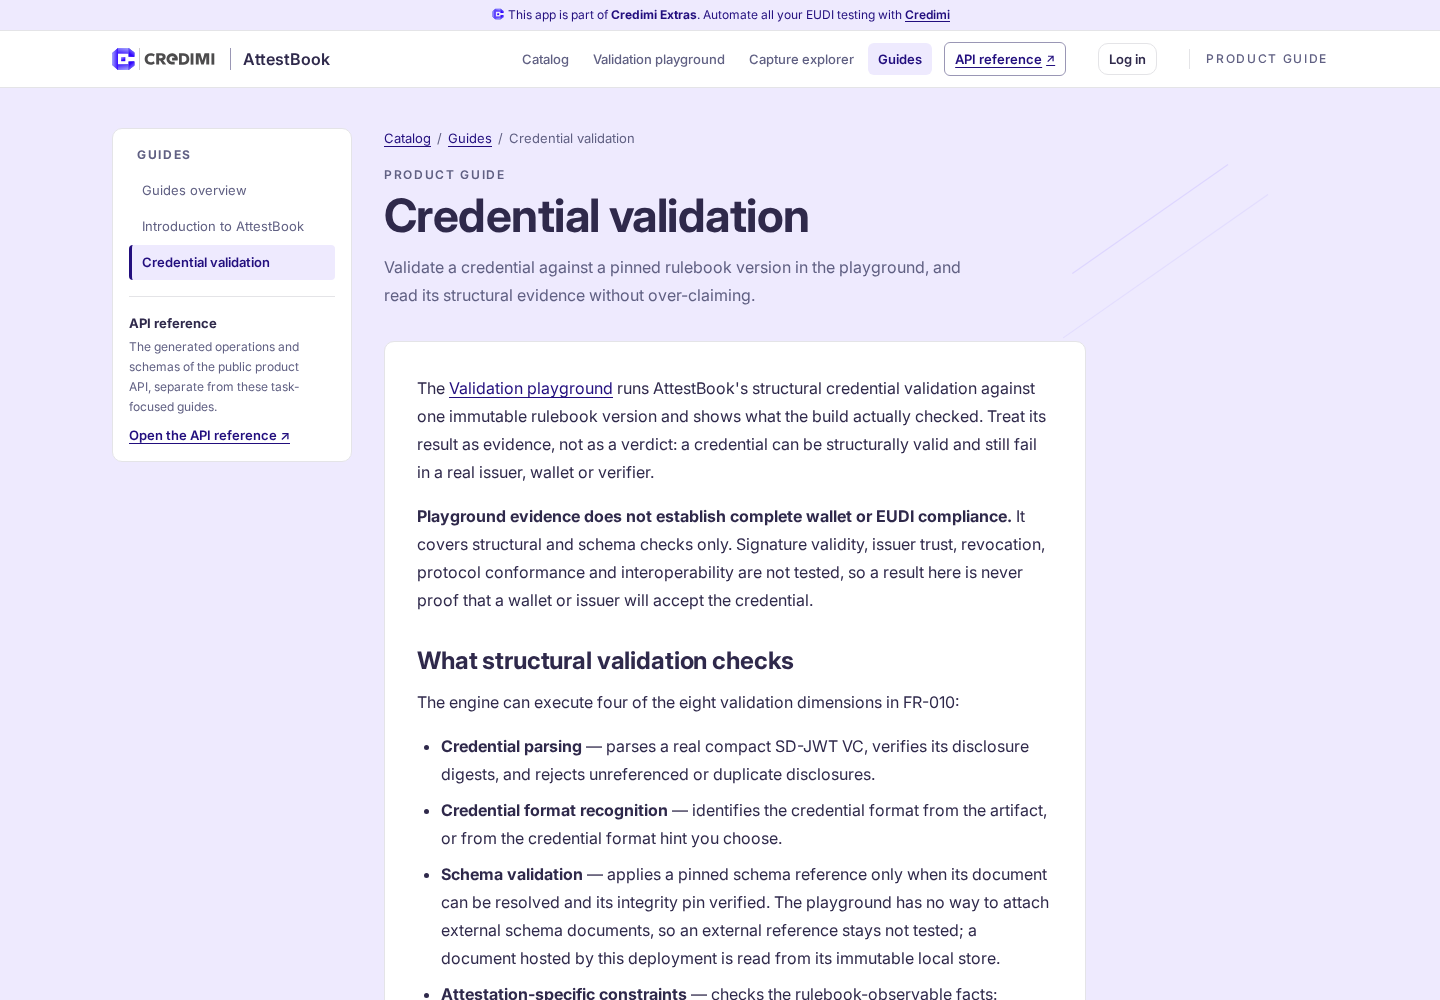 This app is part of Credimi Extras. Automate all your EUDI testing with Credimi
CREDIMI
AttestBook
Catalog
Validation playground
Capture explorer
Guides
API reference ↗
Log in
PRODUCT GUIDE
GUIDES
Guides overview
Introduction to AttestBook
Credential validation
API reference
The generated operations and
schemas of the public product
API, separate from these task-
focused guides.
Open the API reference ↗
Catalog / Guides / Credential validation
PRODUCT GUIDE
Credential validation
Validate a credential against a pinned rulebook version in the playground, and
read its structural evidence without over-claiming.
The Validation playground runs AttestBook's structural credential validation against
one immutable rulebook version and shows what the build actually checked. Treat its
result as evidence, not as a verdict: a credential can be structurally valid and still fail
in a real issuer, wallet or verifier.
Playground evidence does not establish complete wallet or EUDI compliance. It
covers structural and schema checks only. Signature validity, issuer trust, revocation,
protocol conformance and interoperability are not tested, so a result here is never
proof that a wallet or issuer will accept the credential.
What structural validation checks
The engine can execute four of the eight validation dimensions in FR-010:
• Credential parsing — parses a real compact SD-JWT VC, verifies its disclosure
digests, and rejects unreferenced or duplicate disclosures.
• Credential format recognition — identifies the credential format from the artifact,
or from the credential format hint you choose.
• Schema validation — applies a pinned schema reference only when its document
can be resolved and its integrity pin verified. The playground has no way to attach
external schema documents, so an external reference stays not tested; a
document hosted by this deployment is read from its immutable local store.
• Attestation-specific constraints — checks the rulebook-observable facts: